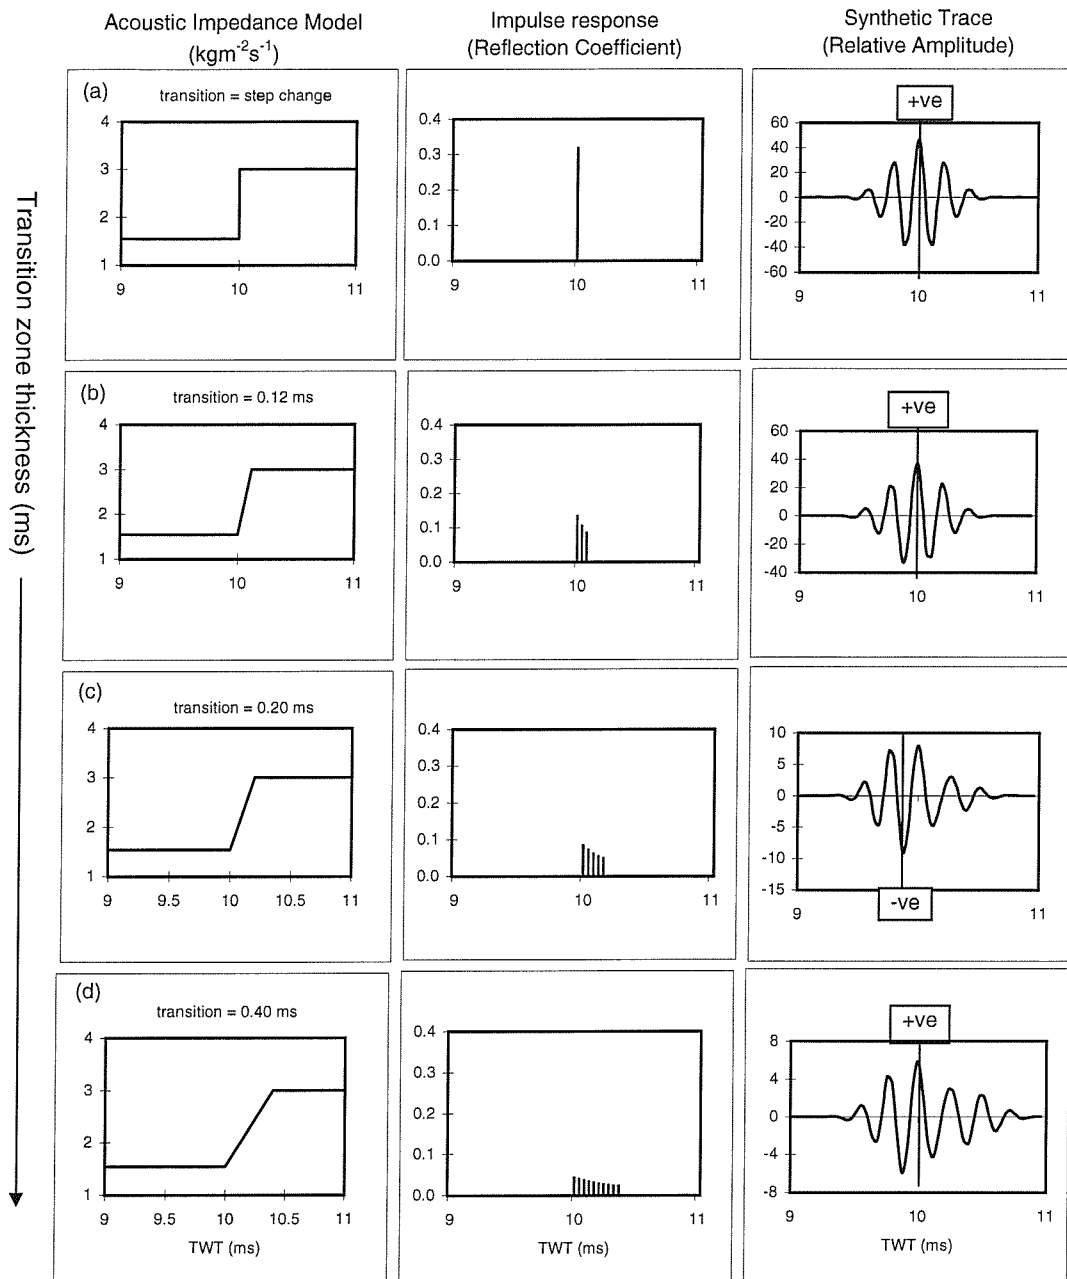 Acoustic Impedance Model
(kgm⁻²s⁻¹)
Impulse response
(Reflection Coefficient)
Synthetic Trace
(Relative Amplitude)
Transition zone thickness (ms)
(a)
transition = step change
4
3
2
1
9 10 11
0.4
0.3
0.2
0.1
0.0
9 10 11
+ve
60
40
20
0
-20
-40
-60
9 10 11
(b)
transition = 0.12 ms
4
3
2
1
9 10 11
0.4
0.3
0.2
0.1
0.0
9 10 11
+ve
60
40
20
0
-20
-40
9 10 11
(c)
transition = 0.20 ms
4
3
2
1
9 9.5 10 10.5 11
0.4
0.3
0.2
0.1
0.0
9 10 11
10
5
0
-5
-10
-15
9 11
-ve
(d)
transition = 0.40 ms
4
3
2
1
9 9.5 10 10.5 11
TWT (ms)
0.4
0.3
0.2
0.1
0.0
9 10 11
TWT (ms)
+ve
8
4
0
-4
-8
9 10 11
TWT (ms)